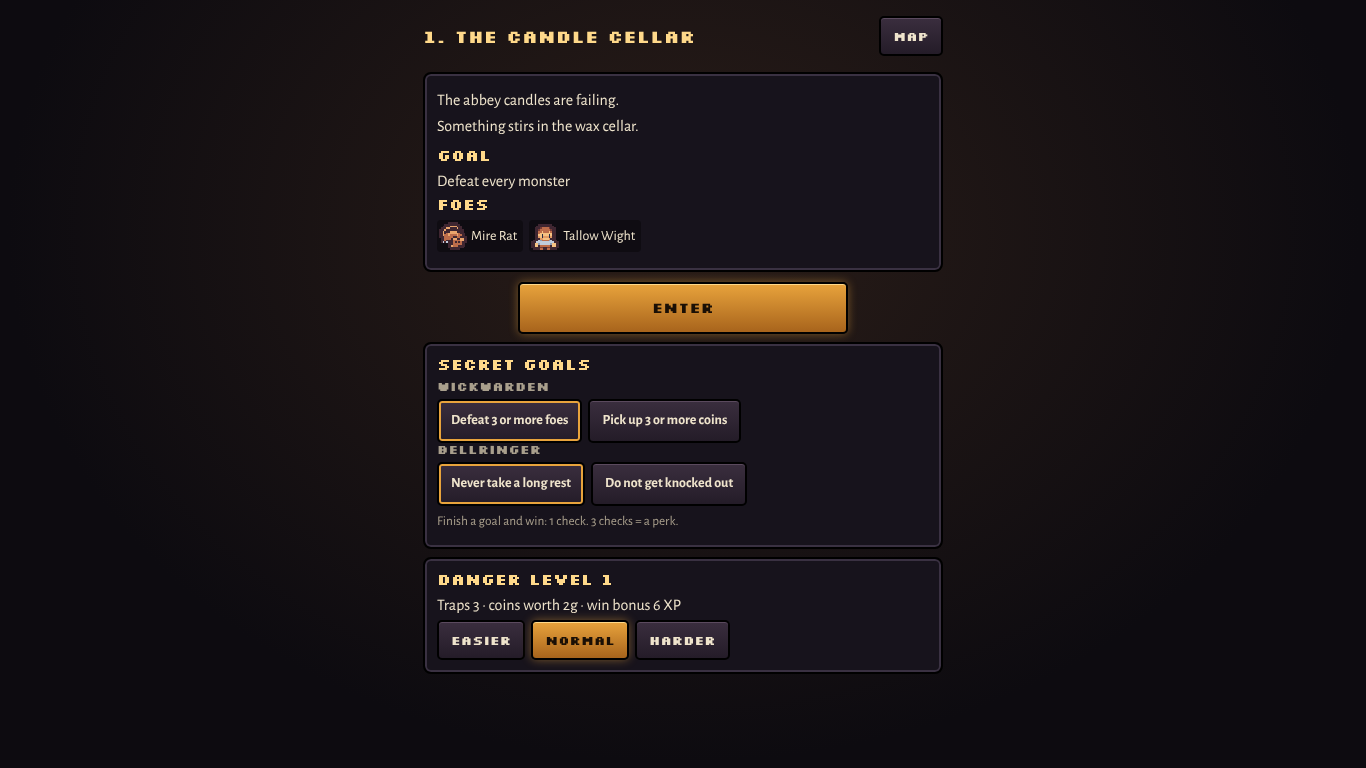 1. THE CANDLE CELLAR
MAP
The abbey candles are failing.
Something stirs in the wax cellar.
GOAL
Defeat every monster
FOES
Mire Rat
Tallow Wight
ENTER
SECRET GOALS
WICKWARDEN
Defeat 3 or more foes
Pick up 3 or more coins
BELLRINGER
Never take a long rest
Do not get knocked out
Finish a goal and win: 1 check. 3 checks = a perk.
DANGER LEVEL 1
Traps 3 · coins worth 2g · win bonus 6 XP
EASIER
NORMAL
HARDER